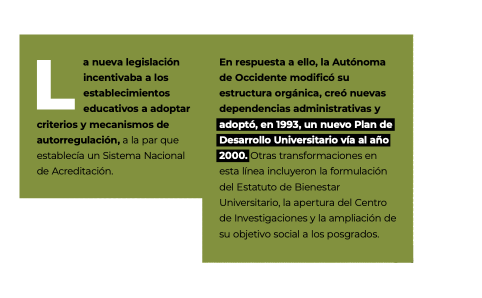 La nueva legislación
incentivaba a los
establecimientos
educativos a adoptar
criterios y mecanismos de
autorregulación, a la par que
establecía un Sistema Nacional
de Acreditación.
En respuesta a ello, la Autónoma
de Occidente modificó su
estructura orgánica, creó nuevas
dependencias administrativas y
adoptó, en 1993, un nuevo Plan de
Desarrollo Universitario vía al año
2000. Otras transformaciones en
esta línea incluyeron la formulación
del Estatuto de Bienestar
Universitario, la apertura del Centro
de Investigaciones y la ampliación de
su objetivo social a los posgrados.